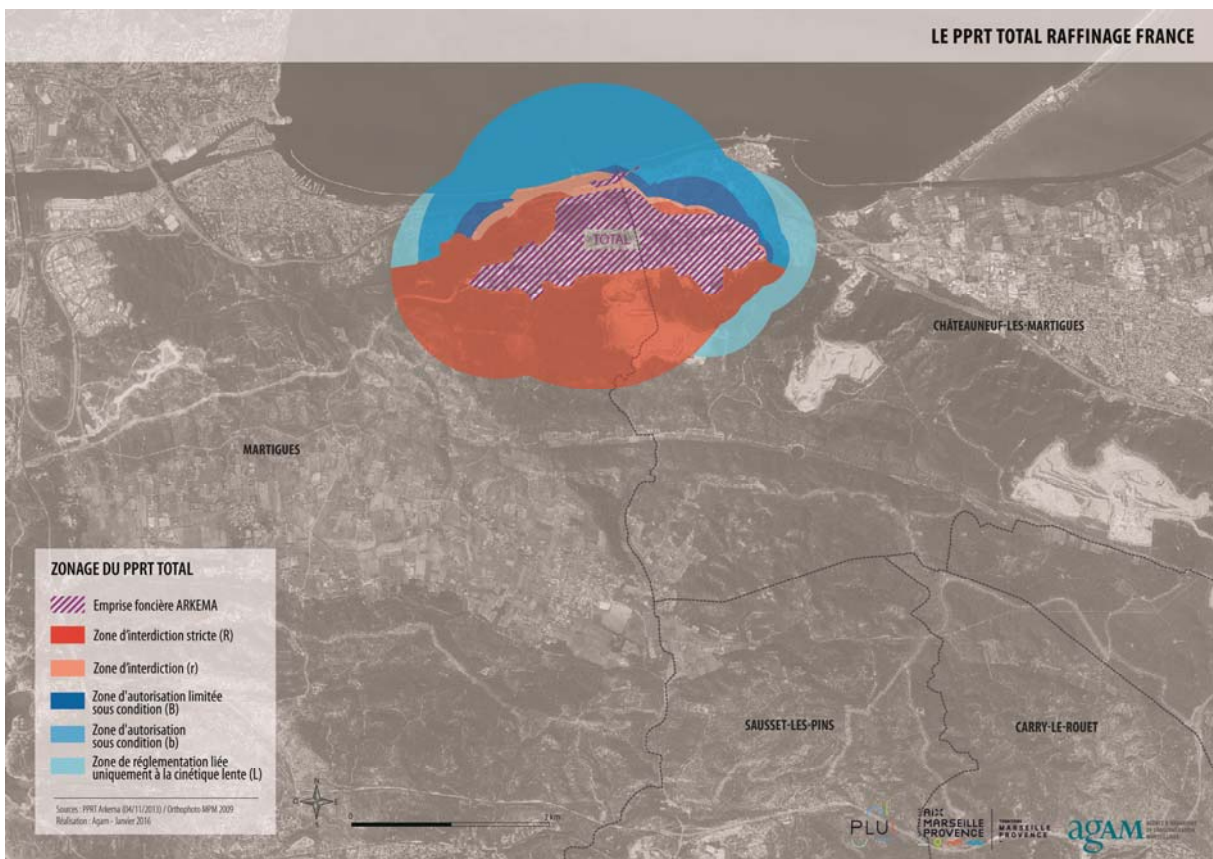 LE PPRT TOTAL RAFFINAGE FRANCE
TOTAL
CHÂTEAUNEUF-LES-MARTIGUES
MARTIGUES
ZONAGE DU PPRT TOTAL
Emprise foncière ARKEMA
Zone d'interdiction stricte (R)
Zone d'interdiction (r)
Zone d'autorisation limitée
sous condition (B)
Zone d'autorisation
sous condition (b)
Zone de réglementation liée
uniquement à la cinétique lente (L)
Sources : PPRT Arkema (04/11/2013) / Orthophoto MPM 2009
Réalisation : Agam - Janvier 2016
SAUSSET-LES-PINS
CARRY-LE-ROUET
N
O
E
S
0
2 km
PLU
AIX
MARSEILLE
PROVENCE
MARSEILLE
PROVENCE
agAM